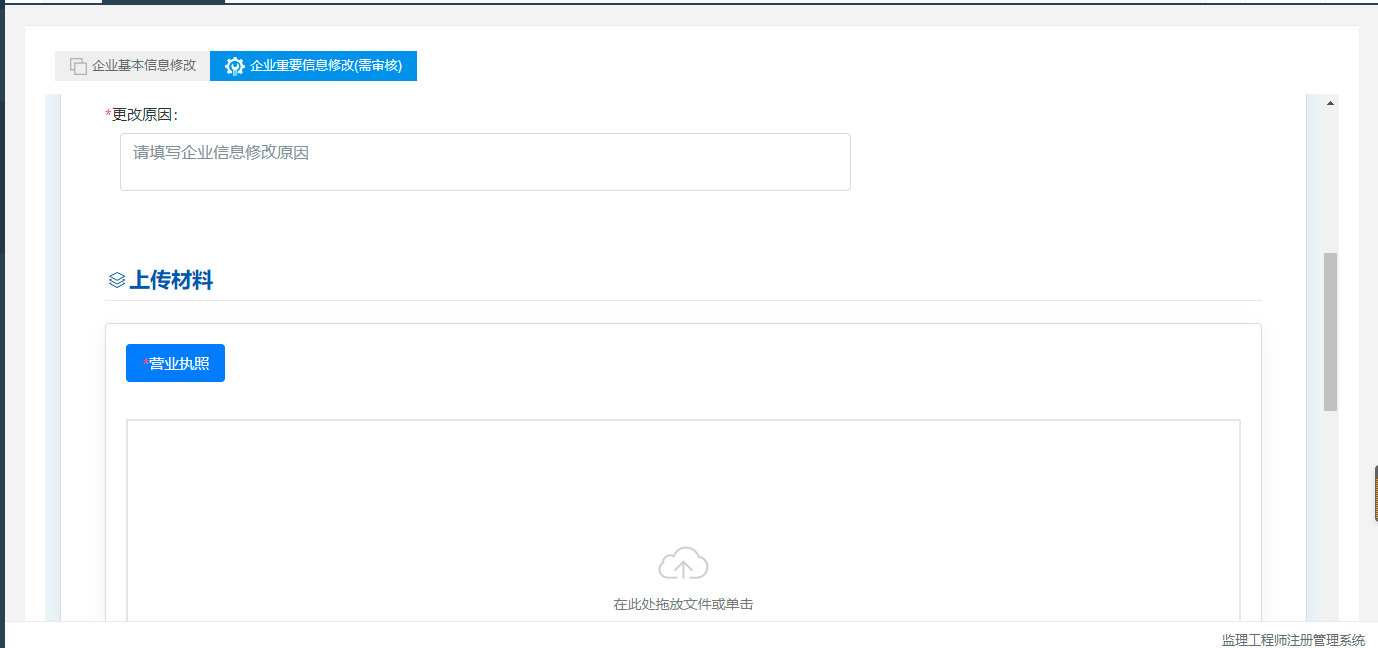 企业基本信息修改
企业重要信息修改(需审核)
*更改原因：
请填写企业信息修改原因
上传材料
*营业执照
在此处拖放文件或单击
监理工程师注册管理系统